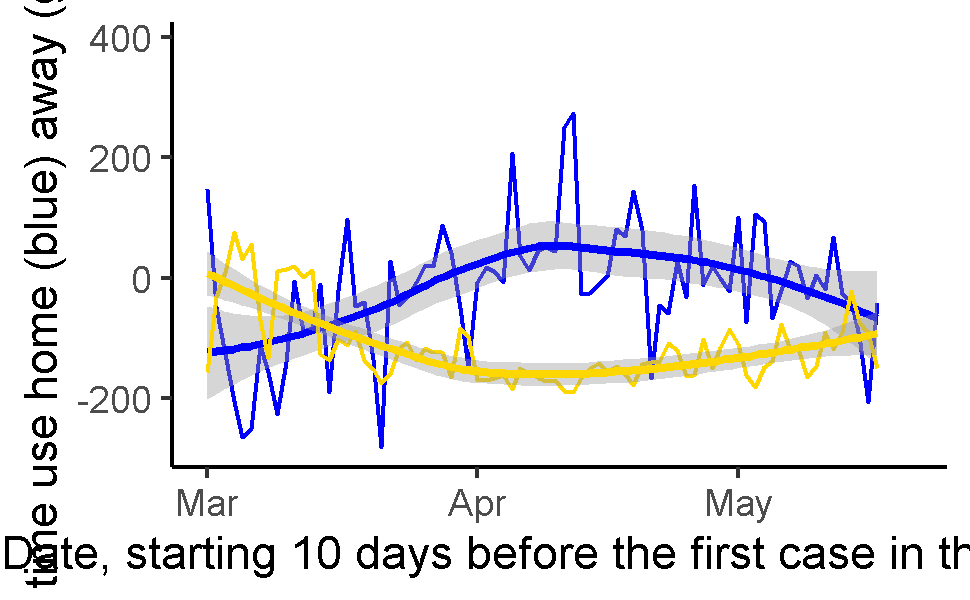 time use home (blue) away (
400
200
0
-200
Mar Apr May
Date, starting 10 days before the first case in th